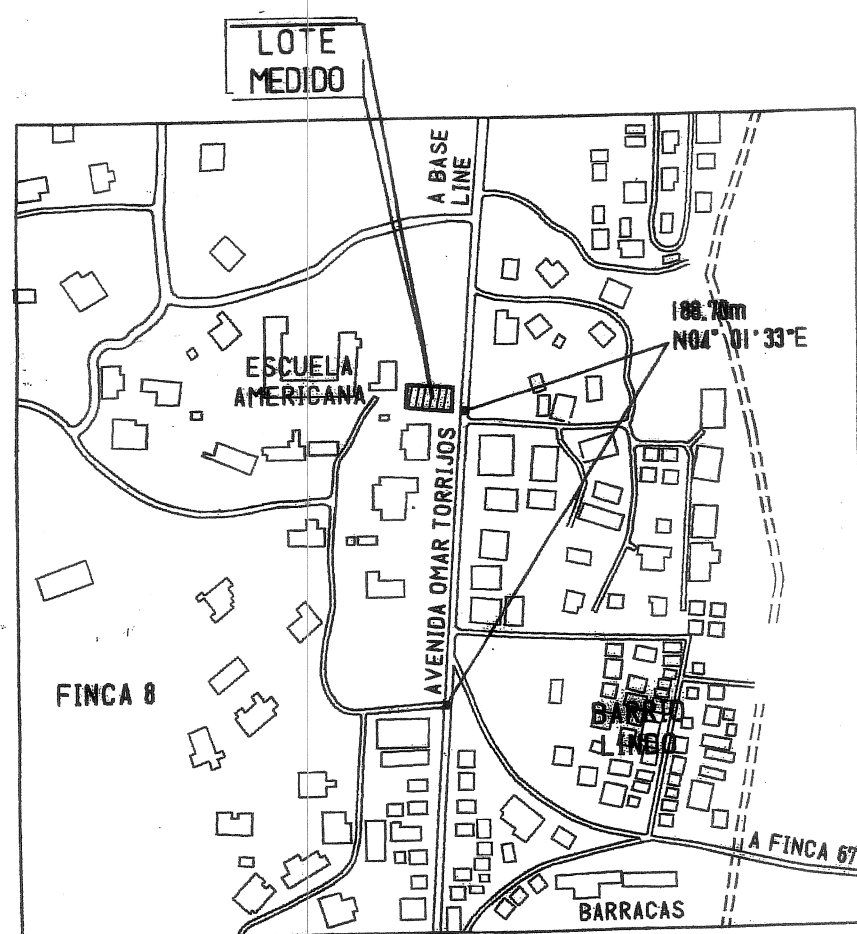 LOTE
MEDIDO
A BASE
LINE
188.70m
N04° 01' 33"E
ESCUELA
AMERICANA
AVENIDA OMAR TORRIJOS
FINCA 8
BARRIO
LINDO
A FINCA 67
BARRACAS